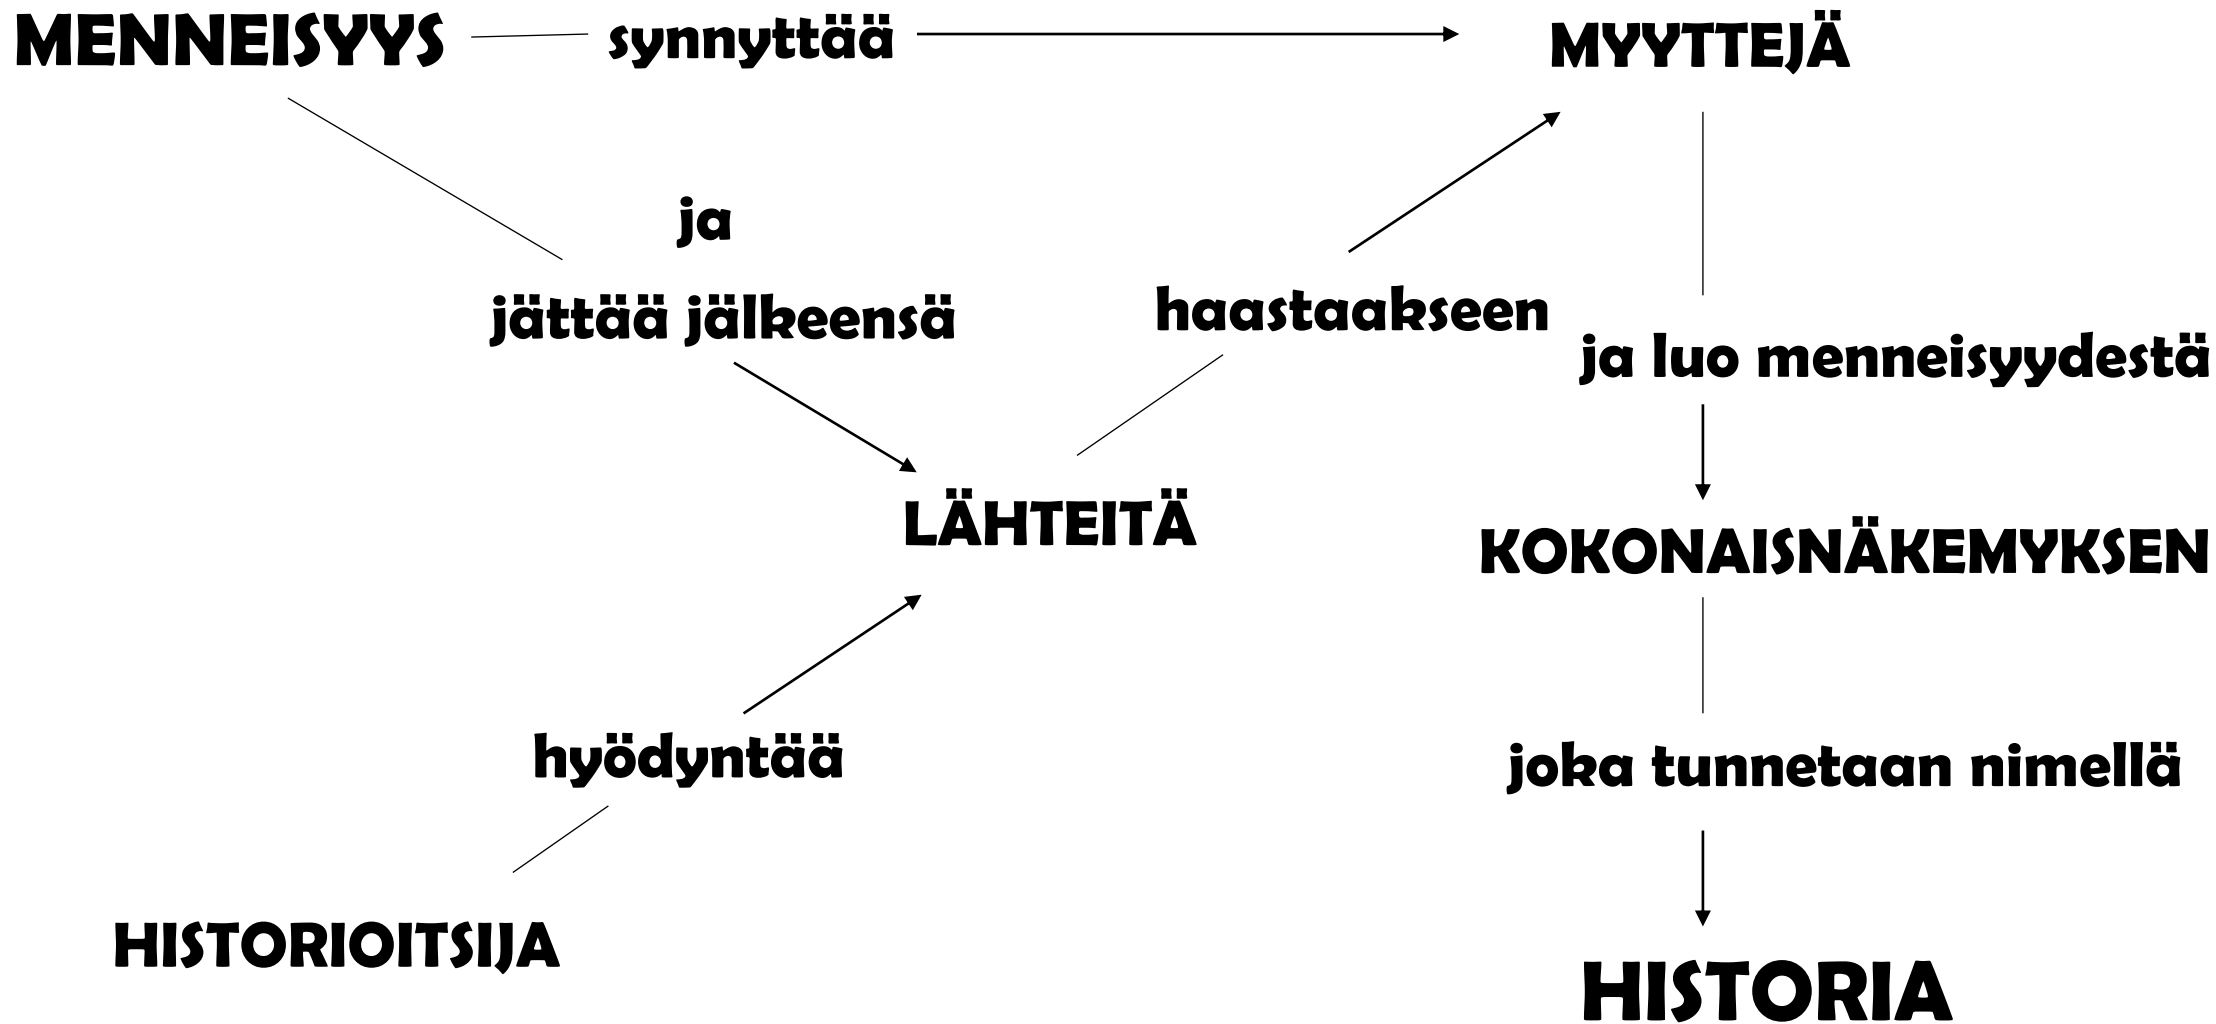 MENNEISYYS synnyttää MYYTTEJÄ
ja
jättää jälkeensä
haastaakseen
ja luo menneisyydestä
LÄHTEITÄ
KOKONAISNÄKEMYKSEN
hyödyntää
joka tunnetaan nimellä
HISTORIOITSIJA
HISTORIA